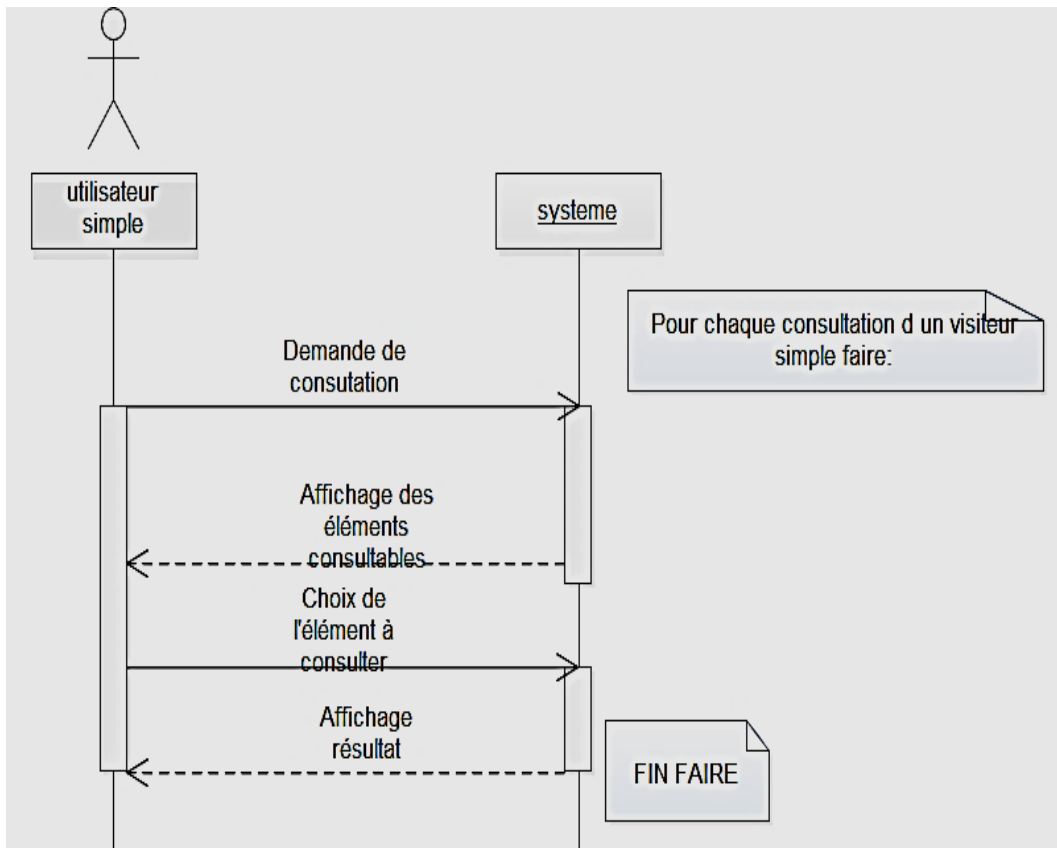 utilisateur
simple
systeme
Pour chaque consultation d un visiteur
simple faire:
Demande de
consutation
Affichage des
éléments
consultables
Choix de
l'élément à
consulter
Affichage
résultat
FIN FAIRE